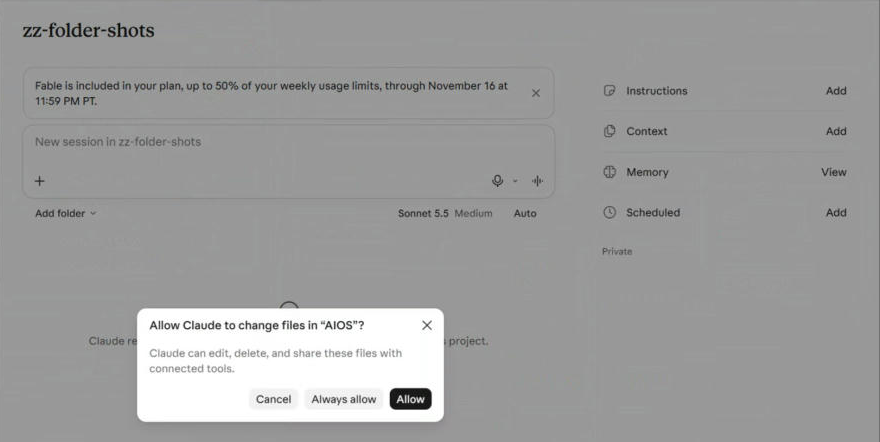 zz-folder-shots
Fable is included in your plan, up to 50% of your weekly usage limits, through November 16 at
11:59 PM PT.
New session in zz-folder-shots
Add folder
Sonnet 5.5 Medium
Auto
Instructions
Add
Context
Add
Memory
View
Scheduled
Add
Private
Claude re
project.
Allow Claude to change files in “AIOS”?
Claude can edit, delete, and share these files with
connected tools.
Cancel
Always allow
Allow